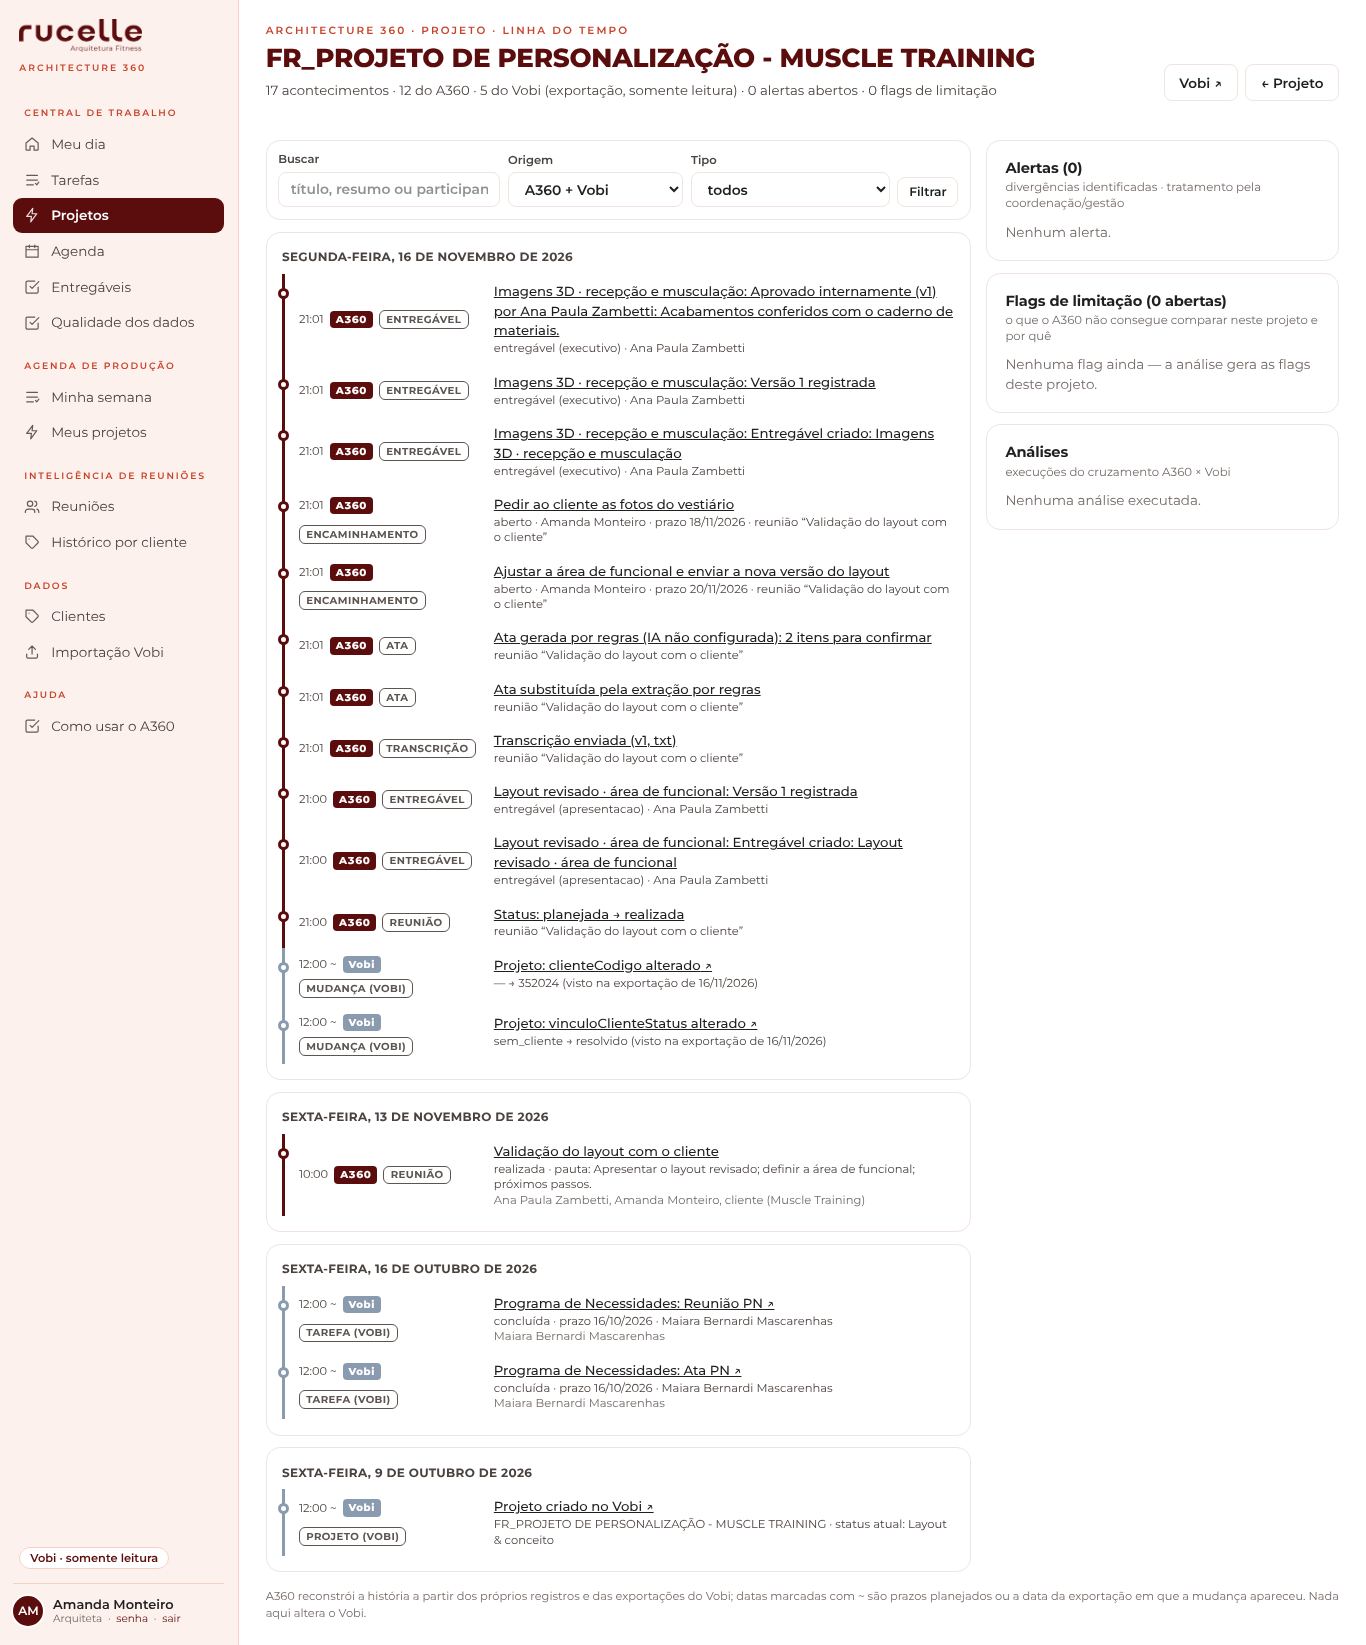 rucelle
Arquitetura Fitness
ARCHITECTURE 360
CENTRAL DE TRABALHO
Meu dia
Tarefas
Projetos
Agenda
Entregáveis
Qualidade dos dados
AGENDA DE PRODUÇÃO
Minha semana
Meus projetos
INTELIGÊNCIA DE REUNIÕES
Reuniões
Histórico por cliente
DADOS
Clientes
Importação Vobi
AJUDA
Como usar o A360
Vobi · somente leitura
AM
Amanda Monteiro
Arquiteta · senha · sair
ARCHITECTURE 360 · PROJETO · LINHA DO TEMPO
FR_PROJETO DE PERSONALIZAÇÃO - MUSCLE TRAINING
17 acontecimentos · 12 do A360 · 5 do Vobi (exportação, somente leitura) · 0 alertas abertos · 0 flags de limitação
Vobi ↗
← Projeto
Buscar
título, resumo ou participan
Origem
A360 + Vobi
Tipo
todos
Filtrar
SEGUNDA-FEIRA, 16 DE NOVEMBRO DE 2026
21:01 A360 ENTREGÁVEL
Imagens 3D · recepção e musculação: Aprovado internamente (v1)
por Ana Paula Zambetti: Acabamentos conferidos com o caderno de
materiais.
entregável (executivo) · Ana Paula Zambetti
21:01 A360 ENTREGÁVEL
Imagens 3D · recepção e musculação: Versão 1 registrada
entregável (executivo) · Ana Paula Zambetti
21:01 A360 ENTREGÁVEL
Imagens 3D · recepção e musculação: Entregável criado: Imagens
3D · recepção e musculação
entregável (executivo) · Ana Paula Zambetti
21:01 A360
ENCAMINHAMENTO
Pedir ao cliente as fotos do vestiário
aberto · Amanda Monteiro · prazo 18/11/2026 · reunião “Validação do layout com
o cliente”
21:01 A360
ENCAMINHAMENTO
Ajustar a área de funcional e enviar a nova versão do layout
aberto · Amanda Monteiro · prazo 20/11/2026 · reunião “Validação do layout com
o cliente”
21:01 A360 ATA
Ata gerada por regras (IA não configurada): 2 itens para confirmar
reunião “Validação do layout com o cliente”
21:01 A360 ATA
Ata substituída pela extração por regras
reunião “Validação do layout com o cliente”
21:01 A360 TRANSCRIÇÃO
Transcrição enviada (v1, txt)
reunião “Validação do layout com o cliente”
21:00 A360 ENTREGÁVEL
Layout revisado · área de funcional: Versão 1 registrada
entregável (apresentacao) · Ana Paula Zambetti
21:00 A360 ENTREGÁVEL
Layout revisado · área de funcional: Entregável criado: Layout
revisado · área de funcional
entregável (apresentacao) · Ana Paula Zambetti
21:00 A360 REUNIÃO
Status: planejada → realizada
reunião “Validação do layout com o cliente”
12:00 ~ Vobi
MUDANÇA (VOBI)
Projeto: clienteCodigo alterado ↗
— → 352024 (visto na exportação de 16/11/2026)
12:00 ~ Vobi
MUDANÇA (VOBI)
Projeto: vinculoClienteStatus alterado ↗
sem_cliente → resolvido (visto na exportação de 16/11/2026)
SEXTA-FEIRA, 13 DE NOVEMBRO DE 2026
10:00 A360 REUNIÃO
Validação do layout com o cliente
realizada · pauta: Apresentar o layout revisado; definir a área de funcional;
próximos passos.
Ana Paula Zambetti, Amanda Monteiro, cliente (Muscle Training)
SEXTA-FEIRA, 16 DE OUTUBRO DE 2026
12:00 ~ Vobi
TAREFA (VOBI)
Programa de Necessidades: Reunião PN ↗
concluída · prazo 16/10/2026 · Maiara Bernardi Mascarenhas
Maiara Bernardi Mascarenhas
12:00 ~ Vobi
TAREFA (VOBI)
Programa de Necessidades: Ata PN ↗
concluída · prazo 16/10/2026 · Maiara Bernardi Mascarenhas
Maiara Bernardi Mascarenhas
SEXTA-FEIRA, 9 DE OUTUBRO DE 2026
12:00 ~ Vobi
PROJETO (VOBI)
Projeto criado no Vobi ↗
FR_PROJETO DE PERSONALIZAÇÃO - MUSCLE TRAINING · status atual: Layout
& conceito
A360 reconstrói a história a partir dos próprios registros e das exportações do Vobi; datas marcadas com ~ são prazos planejados ou a data da exportação em que a mudança apareceu. Nada
aqui altera o Vobi.
Alertas (0)
divergências identificadas · tratamento pela
coordenação/gestão
Nenhum alerta.
Flags de limitação (0 abertas)
o que o A360 não consegue comparar neste projeto e
por quê
Nenhuma flag ainda — a análise gera as flags
deste projeto.
Análises
execuções do cruzamento A360 × Vobi
Nenhuma análise executada.